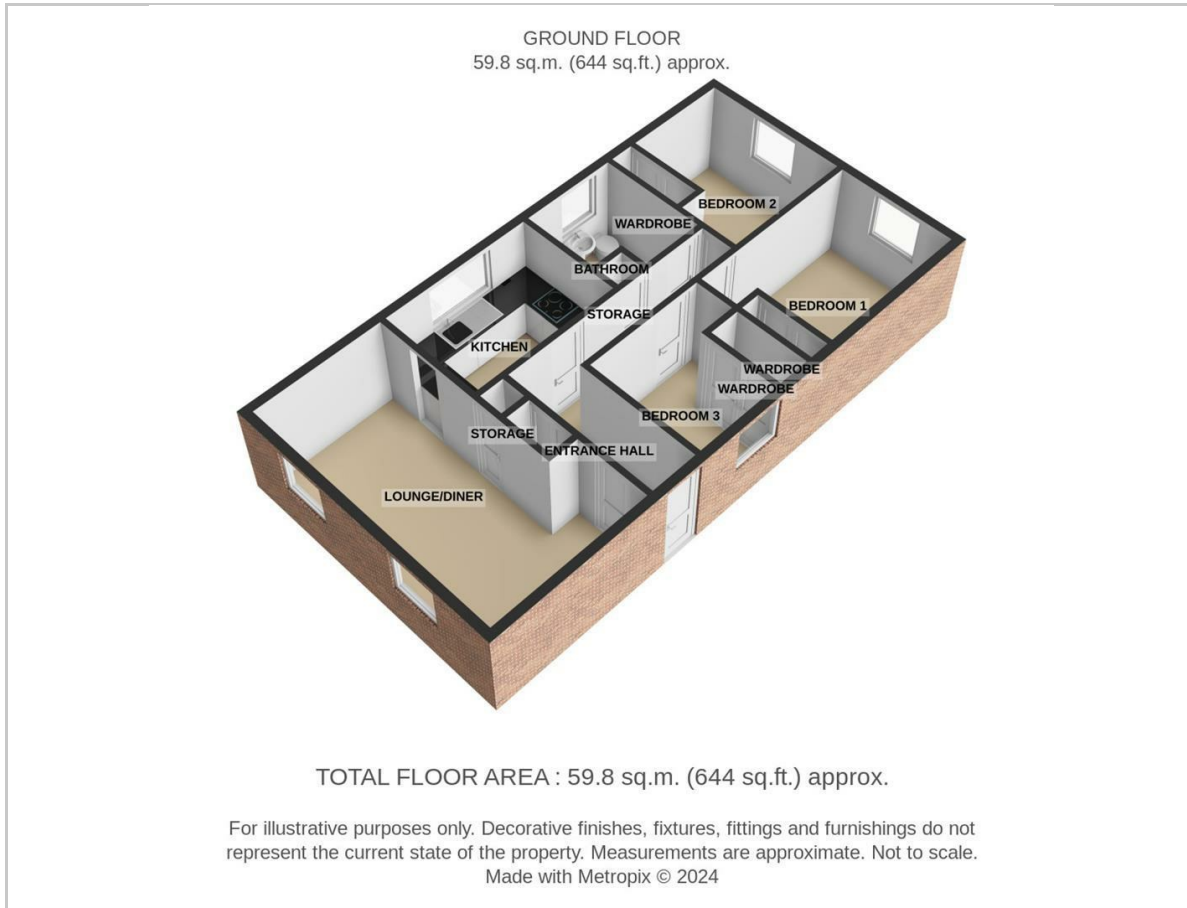 GROUND FLOOR
59.8 sq.m. (644 sq.ft.) approx.
BEDROOM 2
WARDROBE
BATHROOM
BEDROOM 1
STORAGE
KITCHEN
WARDROBE
WARDROBE
BEDROOM 3
STORAGE
ENTRANCE HALL
LOUNGE/DINER
TOTAL FLOOR AREA : 59.8 sq.m. (644 sq.ft.) approx.
For illustrative purposes only. Decorative finishes, fixtures, fittings and furnishings do not
represent the current state of the property. Measurements are approximate. Not to scale.
Made with Metropix © 2024